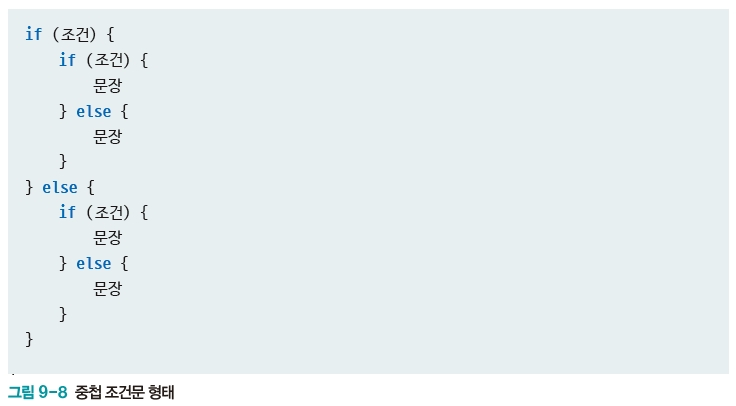 if (조건) {
    if (조건) {
        문장
    } else {
        문장
    }
} else {
    if (조건) {
        문장
    } else {
        문장
    }
}
그림 9-8 중첩 조건문 형태